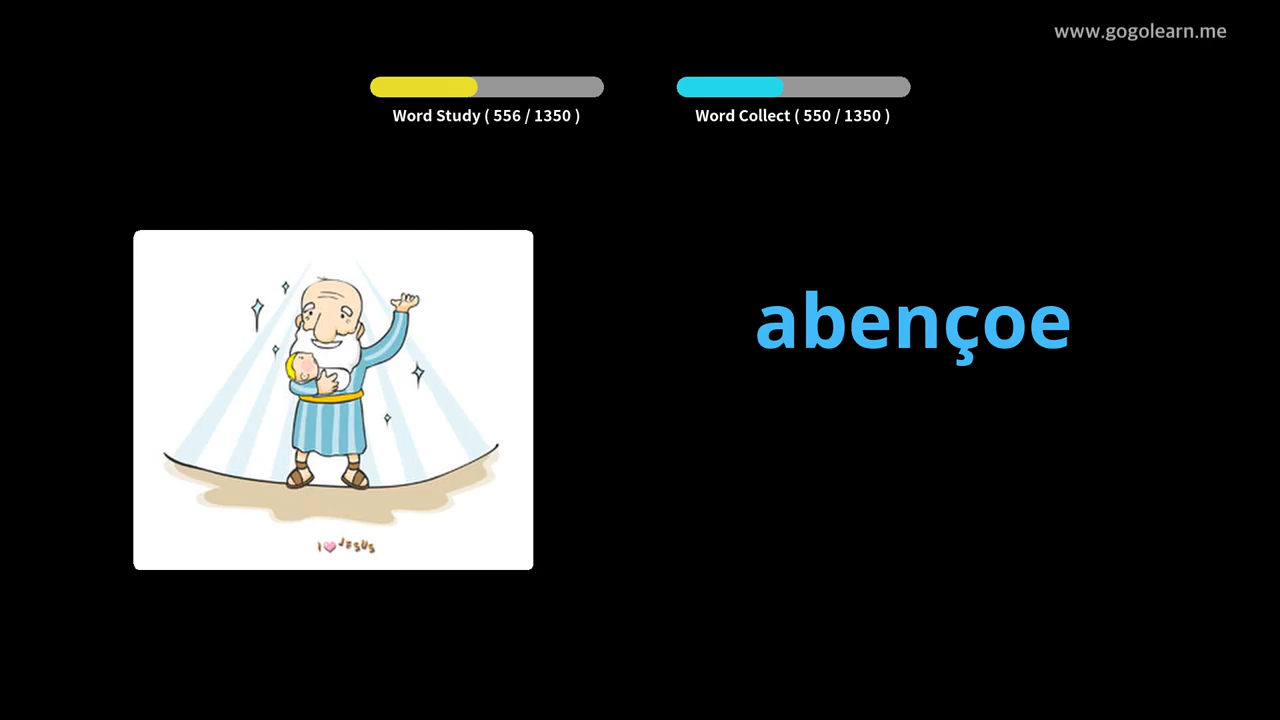 www.gogolearn.me
Word Study ( 556 / 1350 )
Word Collect ( 550 / 1350 )
abençoe
I ♥ JESUS